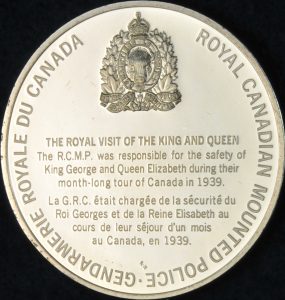 GENDARMERIE ROYALE DU CANADA · ROYAL CANADIAN MOUNTED POLICE ·
THE ROYAL VISIT OF THE KING AND QUEEN
The R.C.M.P. was responsible for the safety of
King George and Queen Elizabeth during their
month-long tour of Canada in 1939.
La G.R.C. était chargée de la sécurité du
Roi Georges et de la Reine Elisabeth au
cours de leur séjour d'un mois
au Canada, en 1939.